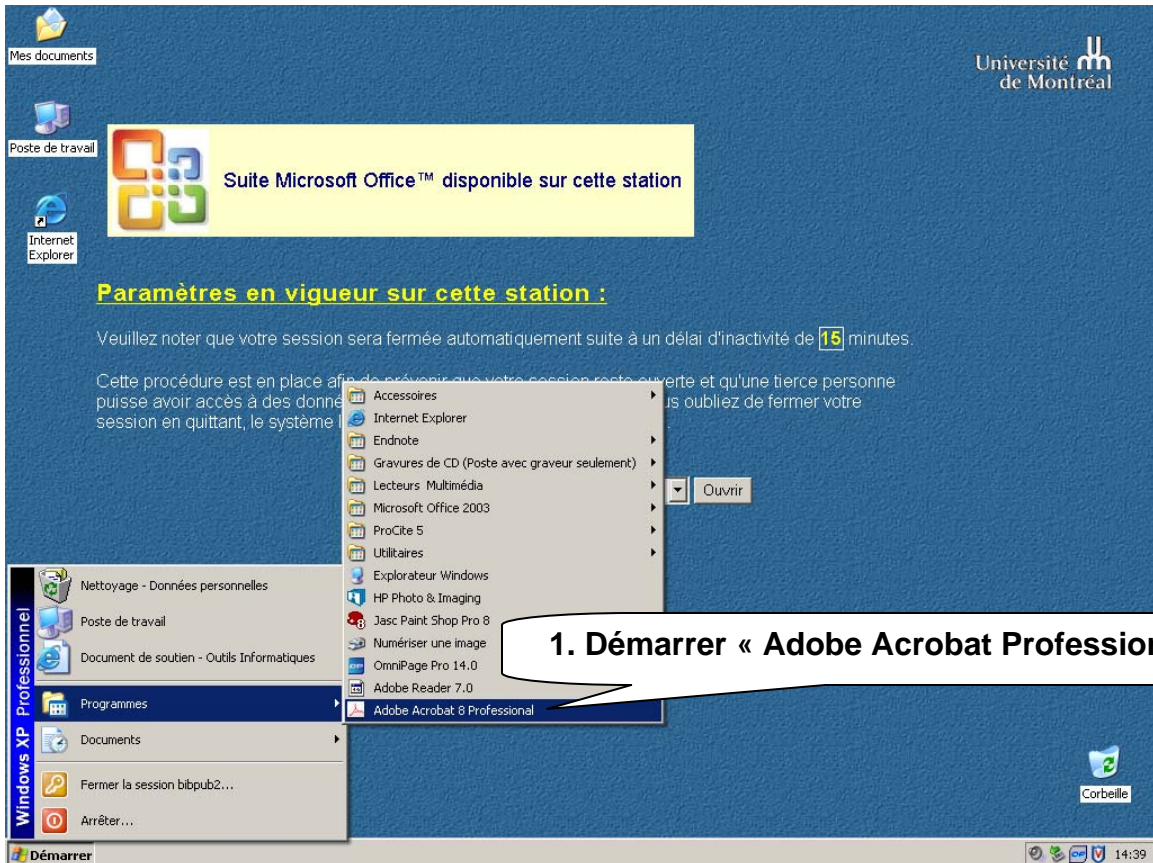 Mes documents
Université
de Montréal
Poste de travail
Suite Microsoft Office™ disponible sur cette station
Internet
Explorer
Paramètres en vigueur sur cette station :
Veuillez noter que votre session sera fermée automatiquement suite à un délai d'inactivité de 15 minutes.
Cette procédure est en place afin de prévenir que votre session reste ouverte et qu'une tierce personne
puisse avoir accès à des donné us oubliez de fermer votre
session en quittant, le système l .
Ouvrir
Accessoires
Internet Explorer
Endnote
Gravures de CD (Poste avec graveur seulement)
Lecteurs Multimédia
Microsoft Office 2003
ProCite 5
Utilitaires
Explorateur Windows
HP Photo & Imaging
Jasc Paint Shop Pro 8
Numériser une image
OmniPage Pro 14.0
Adobe Reader 7.0
Adobe Acrobat 8 Professional
1. Démarrer « Adobe Acrobat Profession
Windows XP Professionnel
Nettoyage - Données personnelles
Poste de travail
Document de soutien - Outils Informatiques
Programmes
Documents
Fermer la session bibpub2...
Arrêter...
Corbeille
Démarrer
14:39